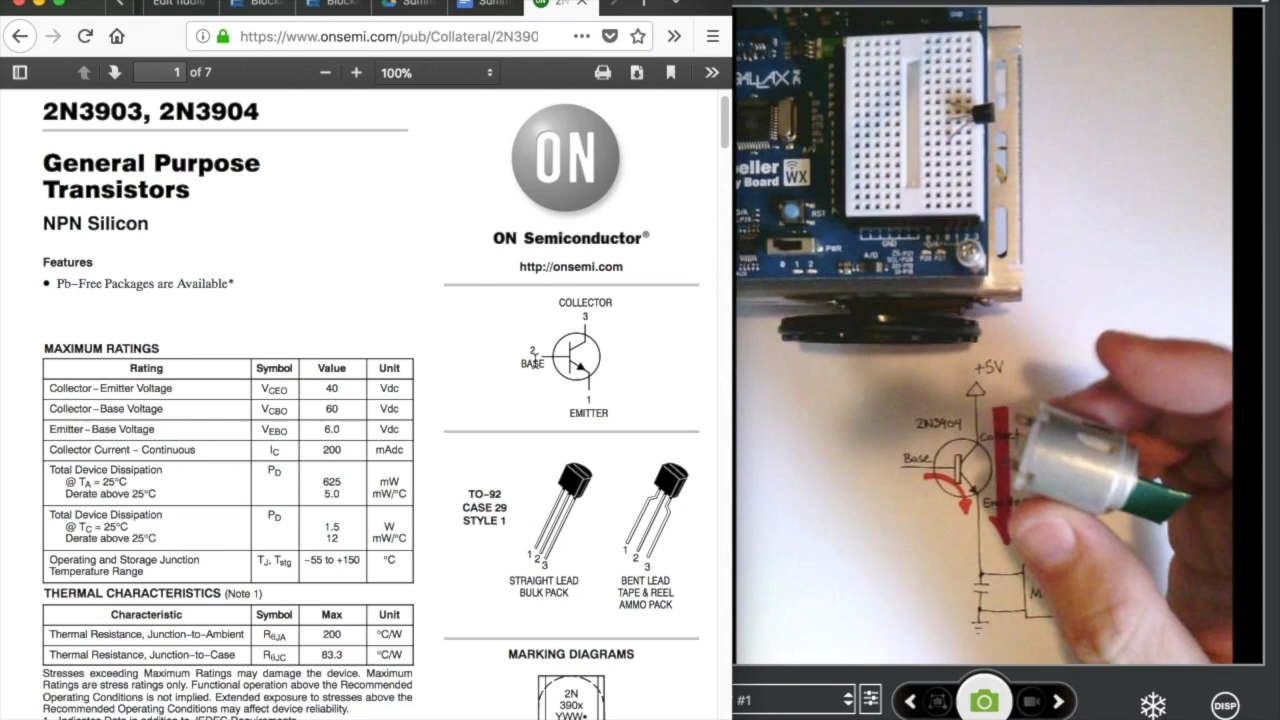 https://www.onsemi.com/pub/Collateral/2N390
1 of 7
100%
2N3903, 2N3904
General Purpose
Transistors
NPN Silicon
Features
• Pb−Free Packages are Available*
MAXIMUM RATINGS
Rating Symbol Value Unit
Collector−Emitter Voltage VCEO 40 Vdc
Collector−Base Voltage VCBO 60 Vdc
Emitter−Base Voltage VEBO 6.0 Vdc
Collector Current − Continuous IC 200 mAdc
Total Device Dissipation PD
@ TA = 25°C 625 mW
Derate above 25°C 5.0 mW/°C
Total Device Dissipation PD
@ TC = 25°C 1.5 W
Derate above 25°C 12 mW/°C
Operating and Storage Junction TJ, Tstg −55 to +150 °C
Temperature Range
THERMAL CHARACTERISTICS (Note 1)
Characteristic Symbol Max Unit
Thermal Resistance, Junction−to−Ambient RθJA 200 °C/W
Thermal Resistance, Junction−to−Case RθJC 83.3 °C/W
Stresses exceeding Maximum Ratings may damage the device. Maximum
Ratings are stress ratings only. Functional operation above the Recommended
Operating Conditions is not implied. Extended exposure to stresses above the
Recommended Operating Conditions may affect device reliability.
ON
ON Semiconductor®
http://onsemi.com
COLLECTOR
3
2
BASE
1
EMITTER
TO−92
CASE 29
STYLE 1
1
2
3
STRAIGHT LEAD
BULK PACK
1
2
3
BENT LEAD
TAPE & REEL
AMMO PACK
MARKING DIAGRAMS
2N
390x
YWW•
WX
RST
PWR
0 1 2
GND
A/D
+5V
2N3904
Base
#1
DISP